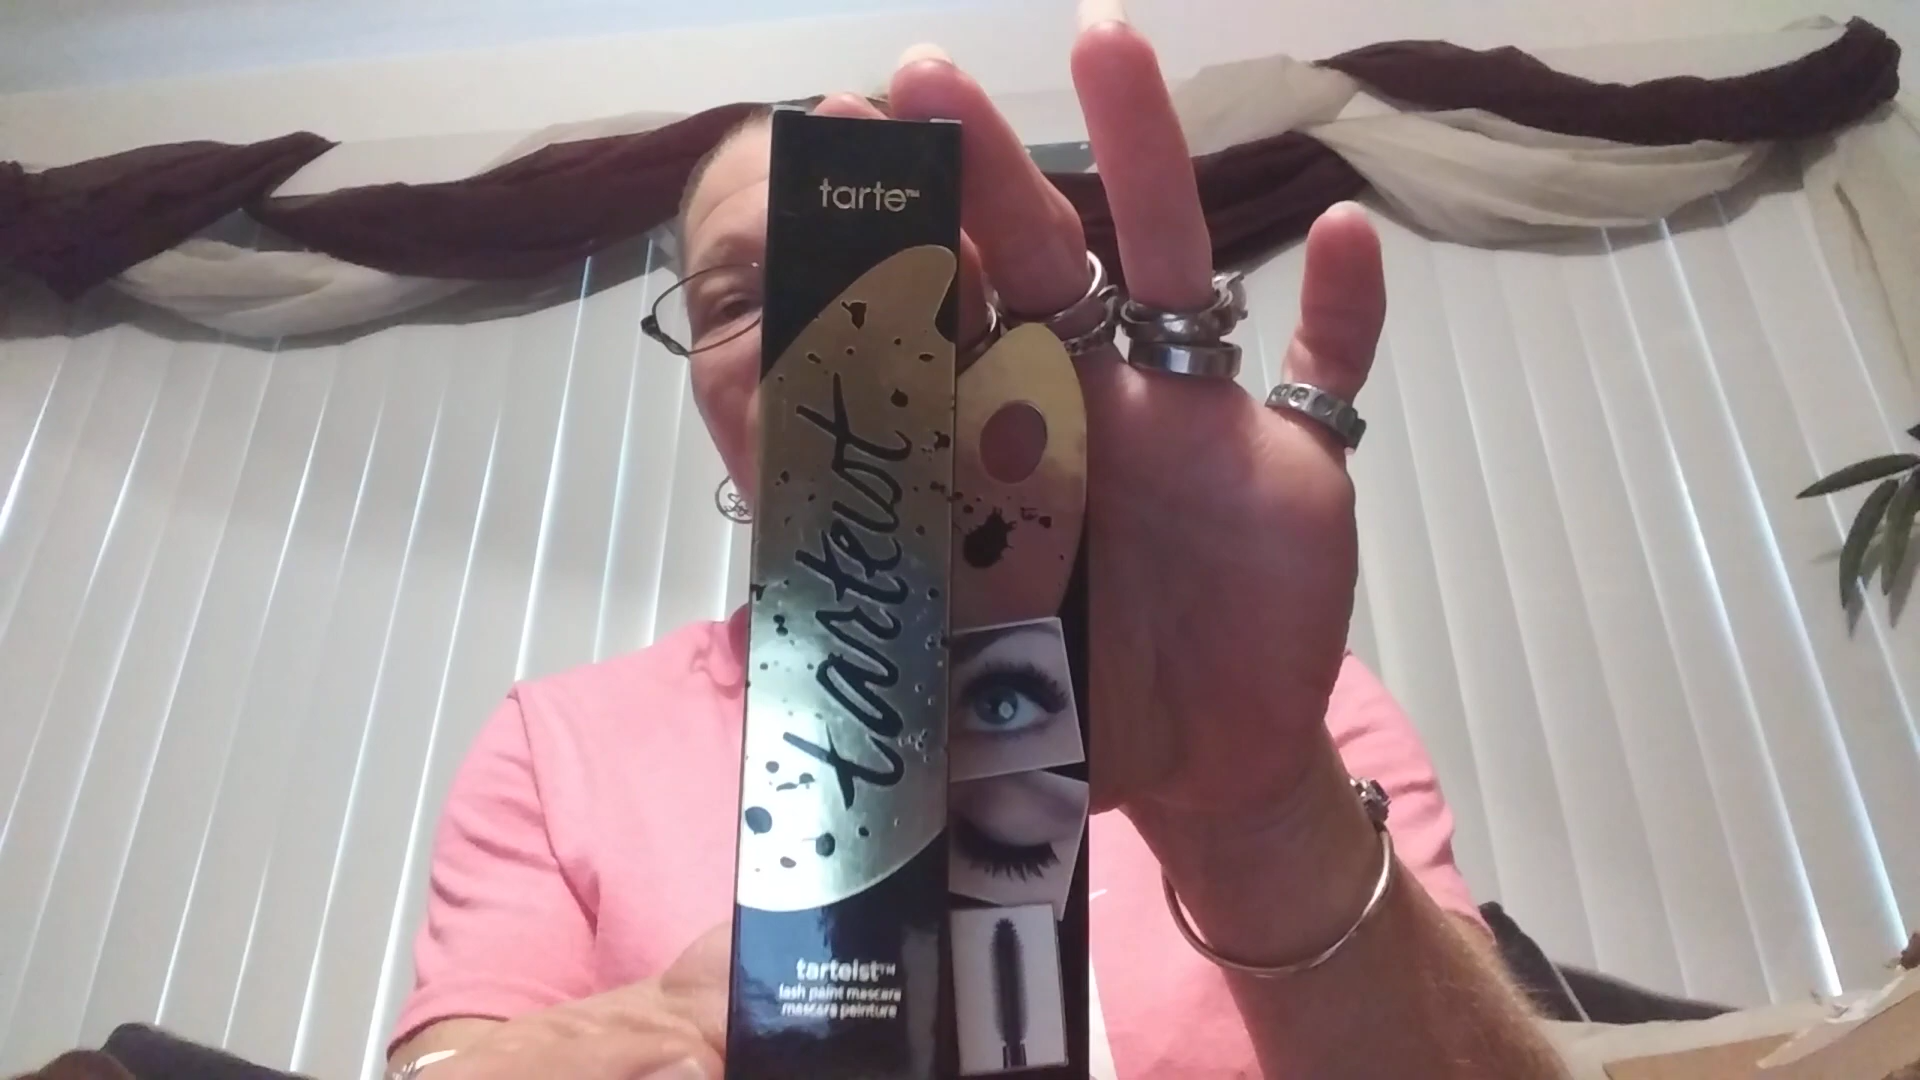 tarte™
tarteist
tarteist™
lash paint mascara
mascara peinture